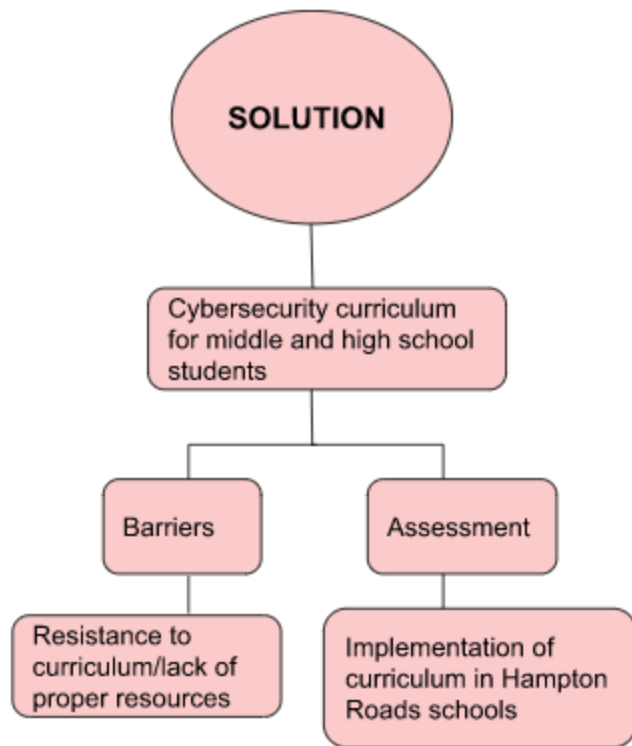 SOLUTION
Cybersecurity curriculum
for middle and high school
students
Barriers
Assessment
Resistance to
curriculum/lack of
proper resources
Implementation of
curriculum in Hampton
Roads schools